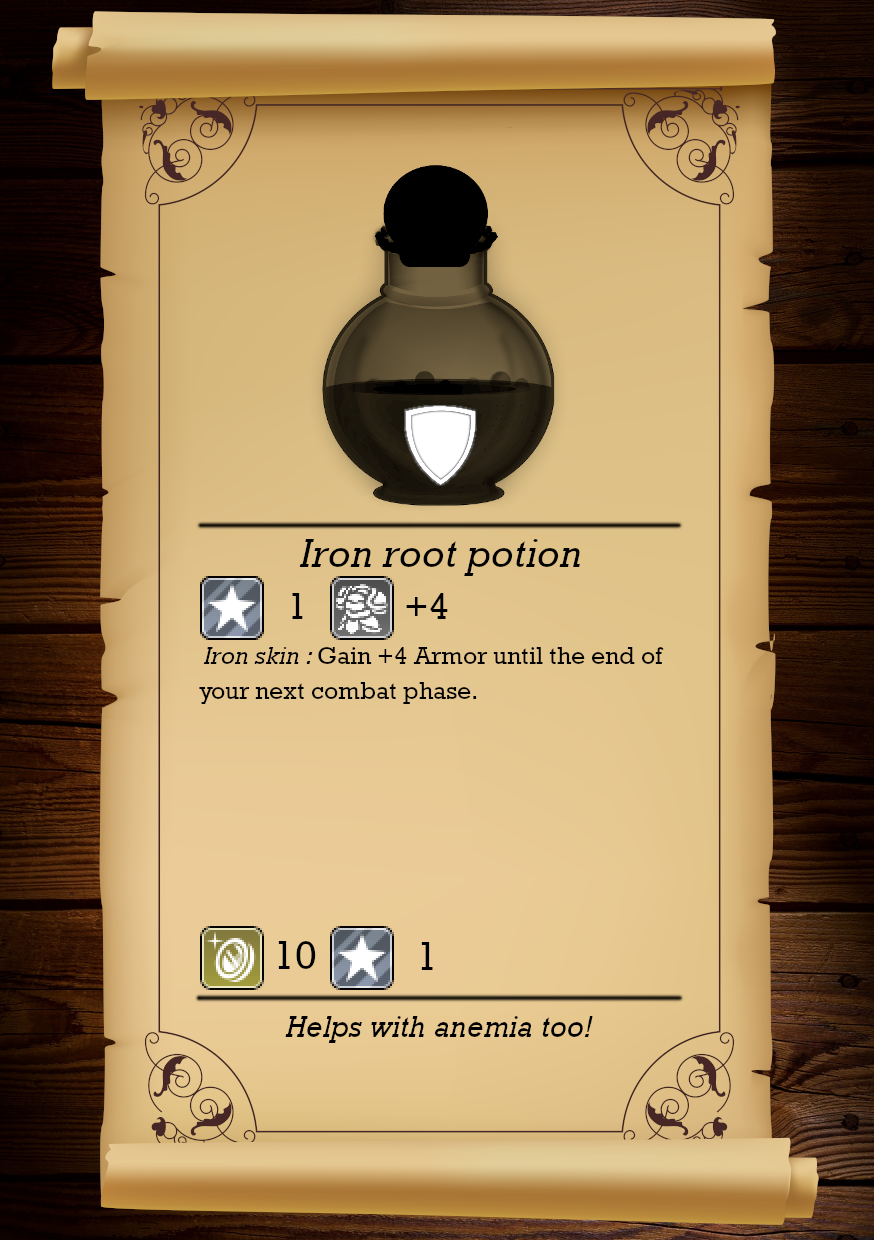 Iron root potion
1 +4
Iron skin : Gain +4 Armor until the end of
your next combat phase.
10 1
Helps with anemia too!